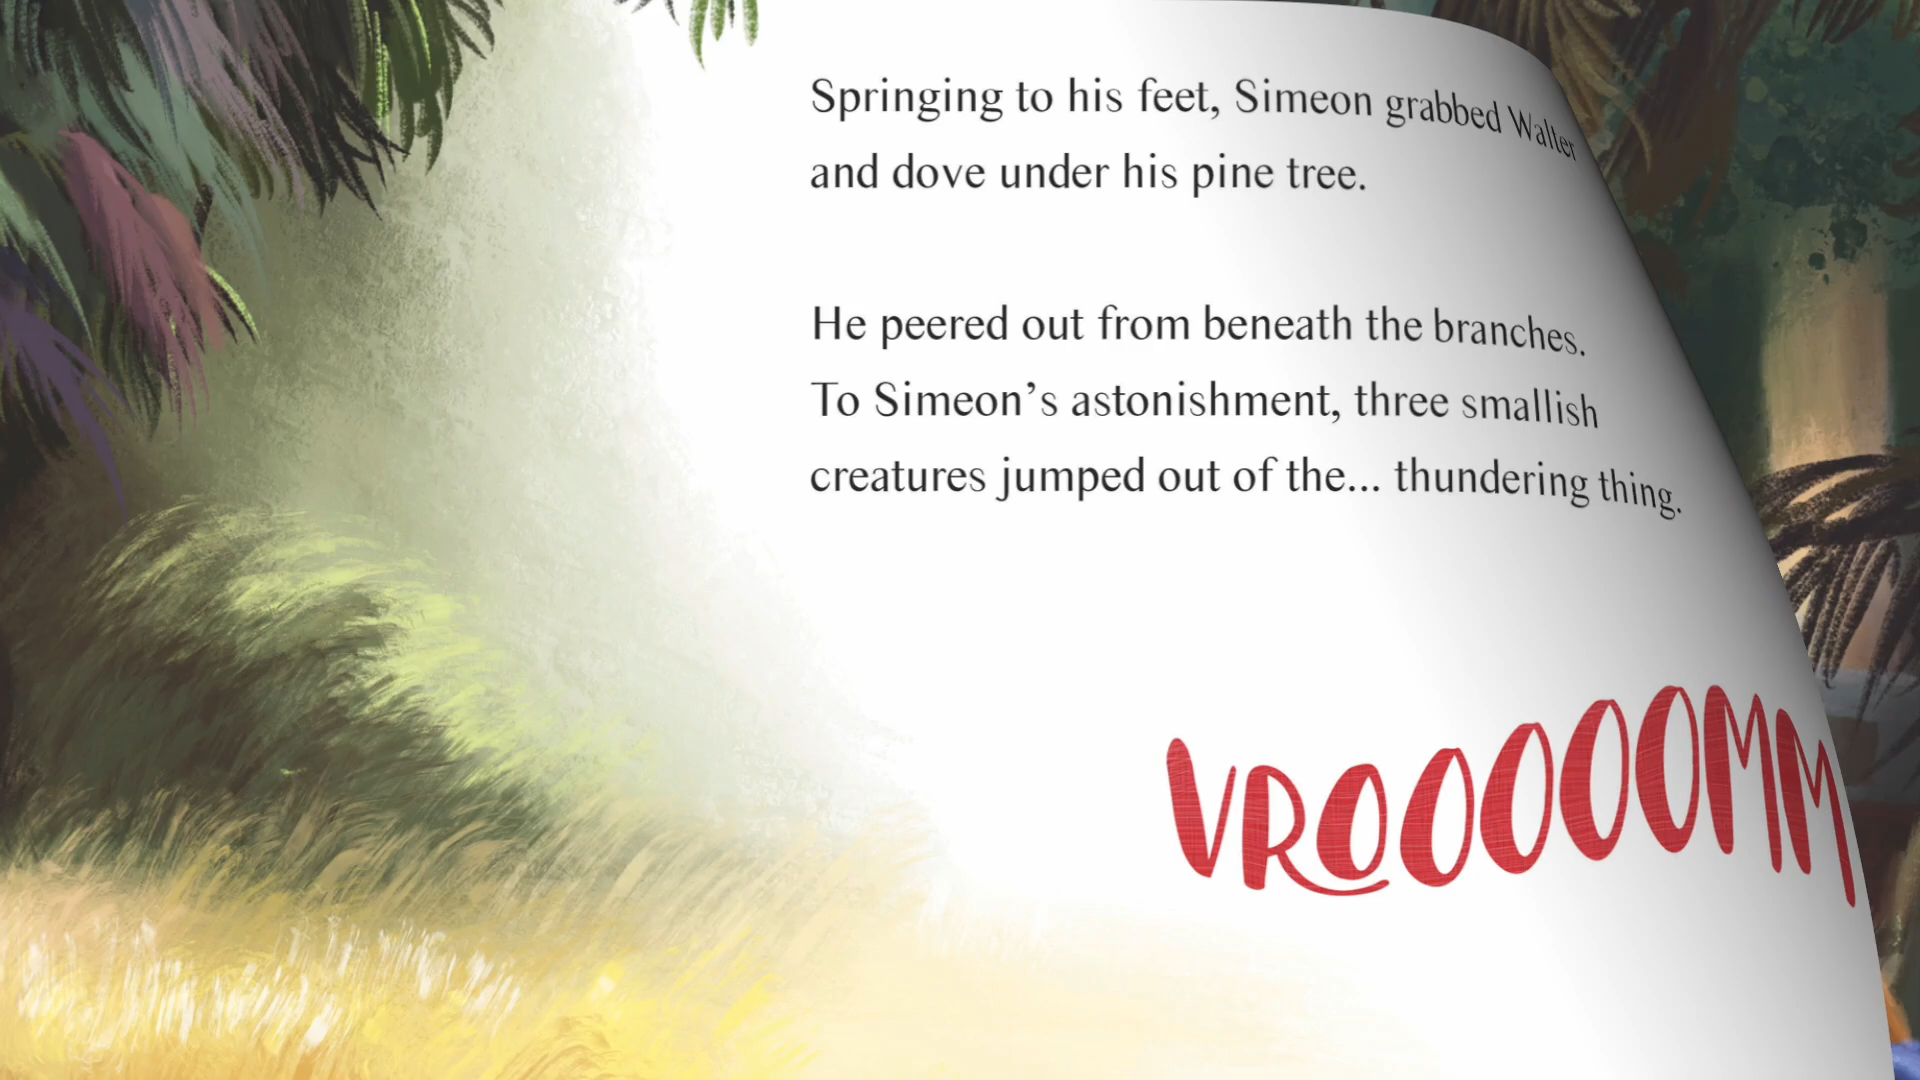 Springing to his feet, Simeon grabbed Walter
and dove under his pine tree.
He peered out from beneath the branches.
To Simeon’s astonishment, three smallish
creatures jumped out of the... thundering thing.
VROOOOOMM